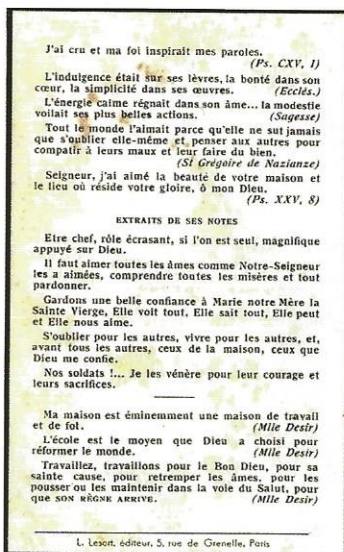 J'ai cru et ma foi inspirait mes paroles.
(Ps. CXV, 1)
L'indulgence était sur ses lèvres, la bonté dans son
cœur, la simplicité dans ses œuvres. (Ecclés.)
L'énergie calme régnait dans son âme... la modestie
voilait ses plus belles actions. (Sagesse)
Tout le monde l'aimait parce qu'elle ne sut jamais
que s'oublier elle-même et penser aux autres pour
compatir à leurs maux et leur faire du bien.
(St Grégoire de Nazianze)
Seigneur, j'ai aimé la beauté de votre maison et
le lieu où réside votre gloire, ô mon Dieu.
(Ps. XXV, 8)
EXTRAITS DE SES NOTES
Etre chef, rôle écrasant, si l'on est seul, magnifique
appuyé sur Dieu.
Il faut aimer toutes les âmes comme Notre-Seigneur
les a aimées, comprendre toutes les misères et tout
pardonner.
Gardons une belle confiance à Marie notre Mère la
Sainte Vierge, Elle voit tout, Elle sait tout, Elle peut
et Elle nous aime.
S'oublier pour les autres, vivre pour les autres, et,
avant tous les autres, ceux de la maison, ceux que
Dieu me confie.
Nos soldats !... Je les vénère pour leur courage et
leurs sacrifices.
Ma maison est éminemment une maison de travail
et de foi. (Mlle Desir)
L'école est le moyen que Dieu a choisi pour
réformer le monde. (Mlle Desir)
Travaillez, travaillons pour le Bon Dieu, pour sa
sainte cause, pour retremper les âmes, pour les
pousser ou les maintenir dans la voie du Salut, pour
que SON RÈGNE ARRIVE. (Mlle Desir)
L. Lesort, éditeur, 5, rue de Grenelle, Paris